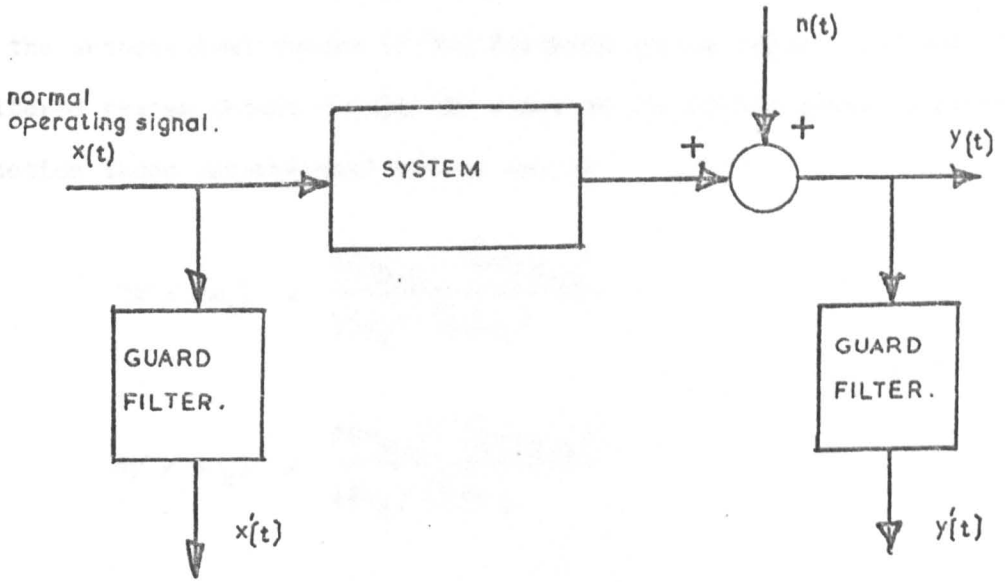 n(t)
normal
operating signal.
x(t)
+
+
y(t)
SYSTEM
GUARD
FILTER.
GUARD
FILTER.
x'(t)
y'(t)